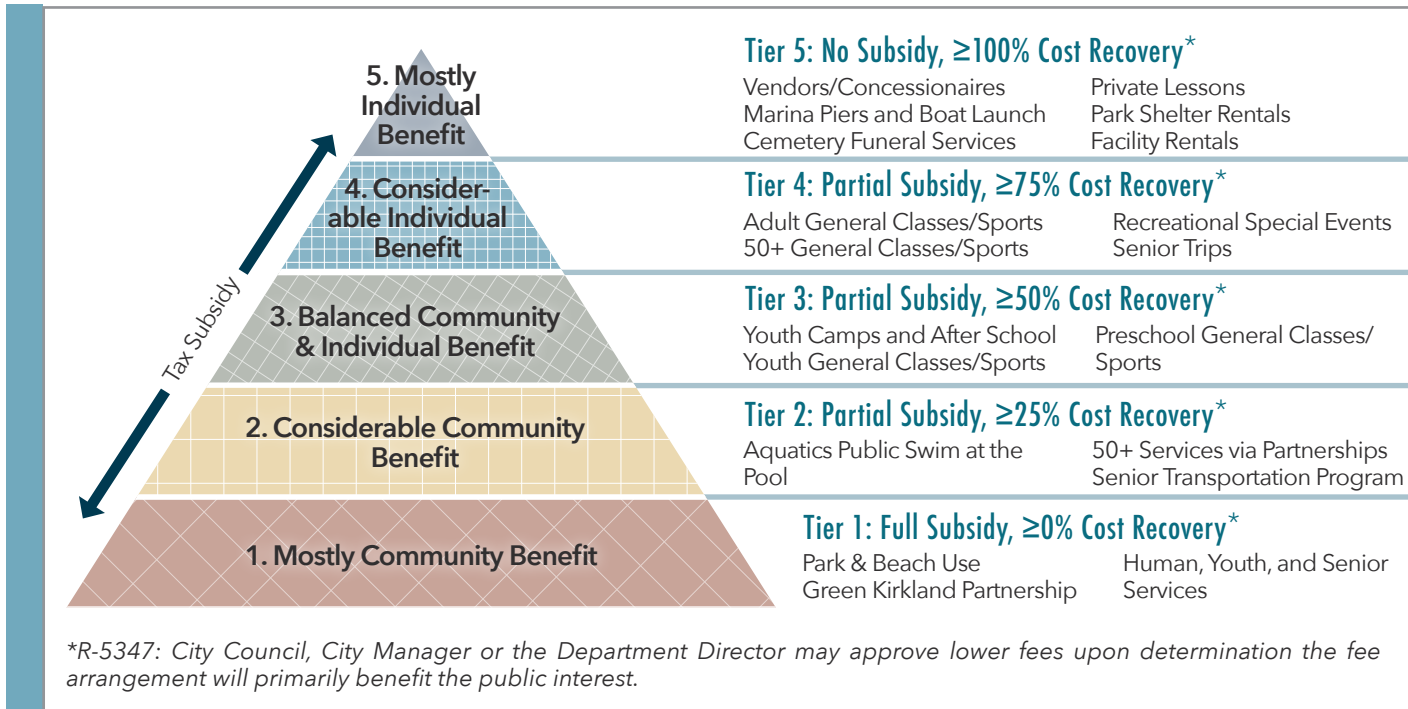 5. Mostly
Individual
Benefit
4. Consider-
able Individual
Benefit
3. Balanced Community
& Individual Benefit
2. Considerable Community
Benefit
1. Mostly Community Benefit
Tax Subsidy
Tier 5: No Subsidy, ≥100% Cost Recovery*
Vendors/Concessionaires
Marina Piers and Boat Launch
Cemetery Funeral Services
Private Lessons
Park Shelter Rentals
Facility Rentals
Tier 4: Partial Subsidy, ≥75% Cost Recovery*
Adult General Classes/Sports
50+ General Classes/Sports
Recreational Special Events
Senior Trips
Tier 3: Partial Subsidy, ≥50% Cost Recovery*
Youth Camps and After School
Youth General Classes/Sports
Preschool General Classes/
Sports
Tier 2: Partial Subsidy, ≥25% Cost Recovery*
Aquatics Public Swim at the
Pool
50+ Services via Partnerships
Senior Transportation Program
Tier 1: Full Subsidy, ≥0% Cost Recovery*
Park & Beach Use
Green Kirkland Partnership
Human, Youth, and Senior
Services
*R-5347: City Council, City Manager or the Department Director may approve lower fees upon determination the fee
arrangement will primarily benefit the public interest.